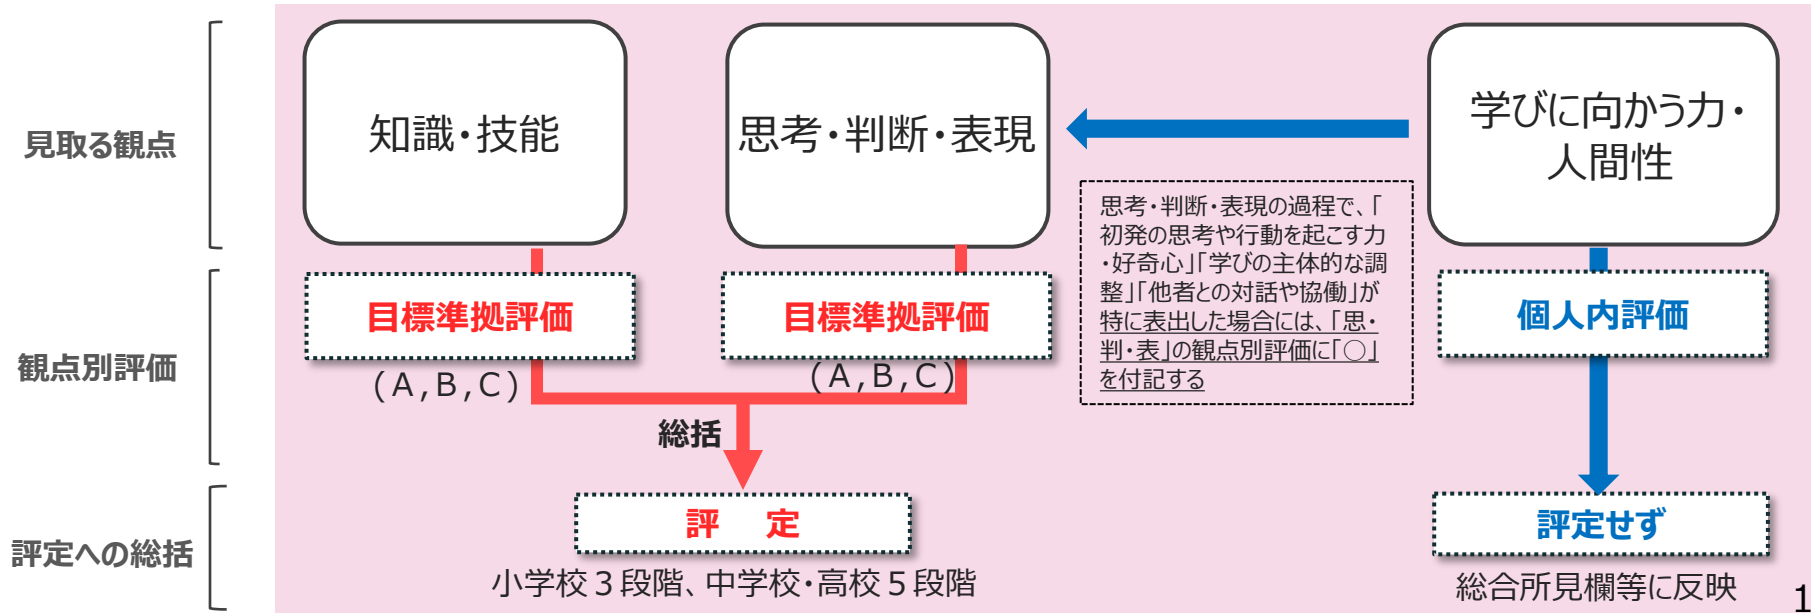 見取る観点
知識・技能
思考・判断・表現
学びに向かう力・
人間性
思考・判断・表現の過程で、「
初発の思考や行動を起こす力
・好奇心」「学びの主体的な調
整」「他者との対話や協働」が
特に表出した場合には、「思・
判・表」の観点別評価に「○」
を付記する
観点別評価
目標準拠評価
(A,B,C)
目標準拠評価
(A,B,C)
個人内評価
総括
評定への総括
評 定
小学校3段階、中学校・高校5段階
評定せず
総合所見欄等に反映
1